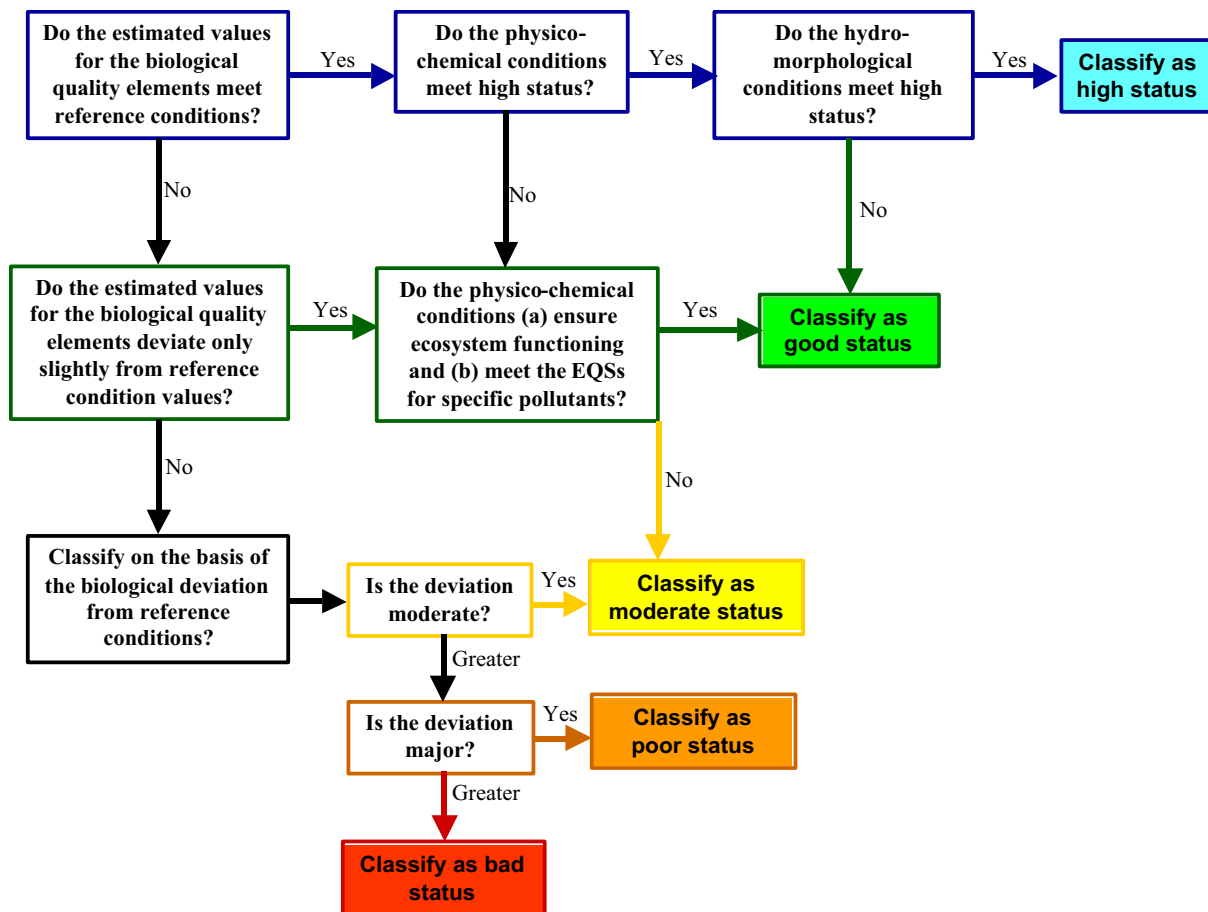 Do the estimated values
for the biological
quality elements meet
reference conditions?
Yes
Do the physico-
chemical conditions
meet high status?
Yes
Do the hydro-
morphological
conditions meet high
status?
Yes
Classify as
high status
No
No
No
Do the estimated values
for the biological quality
elements deviate only
slightly from reference
condition values?
Yes
Do the physico-chemical
conditions (a) ensure
ecosystem functioning
and (b) meet the EQSs
for specific pollutants?
Yes
Classify as
good status
No
No
Classify on the basis of
the biological deviation
from reference
conditions?
Is the deviation
moderate?
Yes
Classify as
moderate status
Greater
Is the deviation
major?
Yes
Classify as
poor status
Greater
Classify as bad
status